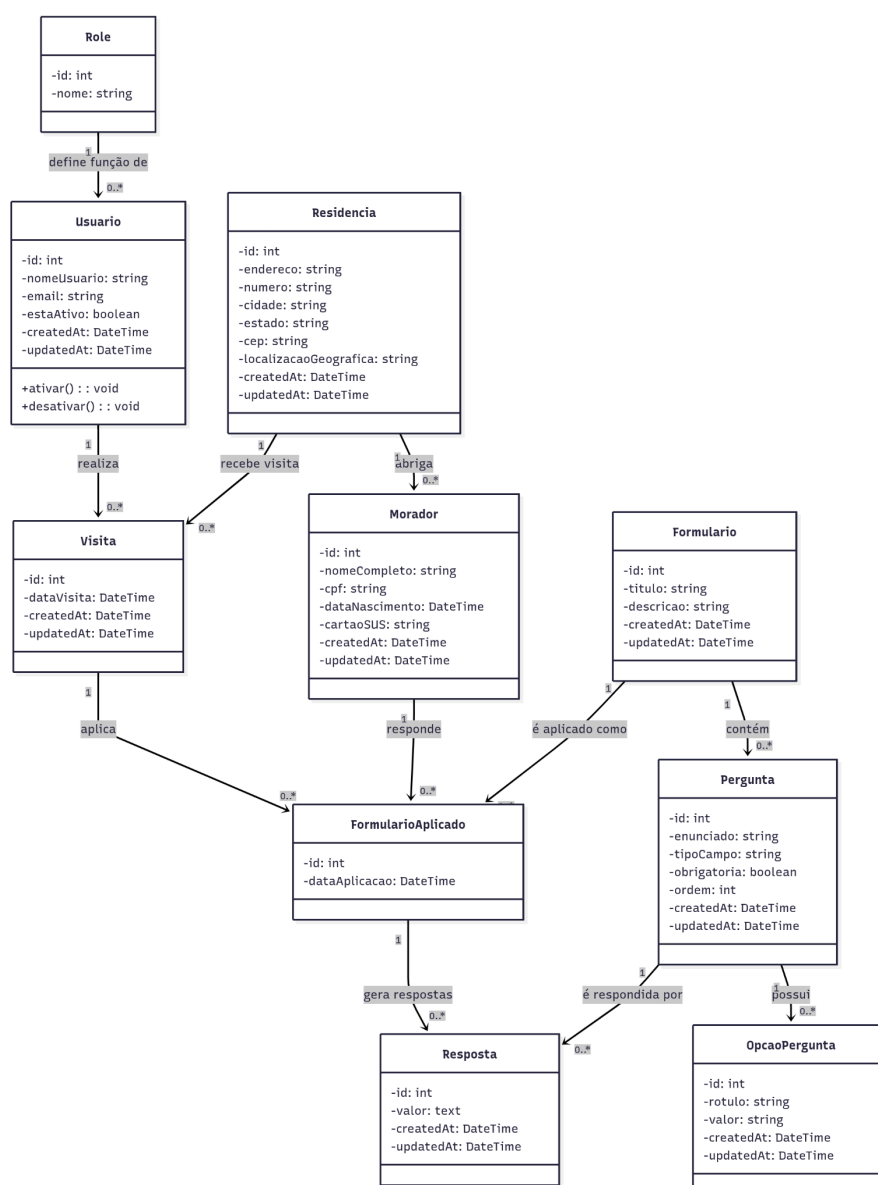 Role
-id: int
-nome: string
1
define função de
0..*
Usuario
-id: int
-nomeUsuario: string
-email: string
-estaAtivo: boolean
-createdAt: DateTime
-updatedAt: DateTime
+ativar() : : void
+desativar() : : void
Residencia
-id: int
-endereco: string
-numero: string
-cidade: string
-estado: string
-cep: string
-localizacaoGeografica: string
-createdAt: DateTime
-updatedAt: DateTime
1
realiza
0..*
1
recebe visita
0..*
1
abriga
0..*
Visita
-id: int
-dataVisita: DateTime
-createdAt: DateTime
-updatedAt: DateTime
Morador
-id: int
-nomeCompleto: string
-cpf: string
-dataNascimento: DateTime
-cartaoSUS: string
-createdAt: DateTime
-updatedAt: DateTime
Formulario
-id: int
-titulo: string
-descricao: string
-createdAt: DateTime
-updatedAt: DateTime
1
aplica
0..*
1
responde
0..*
1
é aplicado como
1
contém
0..*
FormularioAplicado
-id: int
-dataAplicacao: DateTime
Pergunta
-id: int
-enunciado: string
-tipoCampo: string
-obrigatoria: boolean
-ordem: int
-createdAt: DateTime
-updatedAt: DateTime
1
gera respostas
0..*
1
é respondida por
0..*
1
possui
0..*
Resposta
-id: int
-valor: text
-createdAt: DateTime
-updatedAt: DateTime
OpcaoPergunta
-id: int
-rotulo: string
-valor: string
-createdAt: DateTime
-updatedAt: DateTime